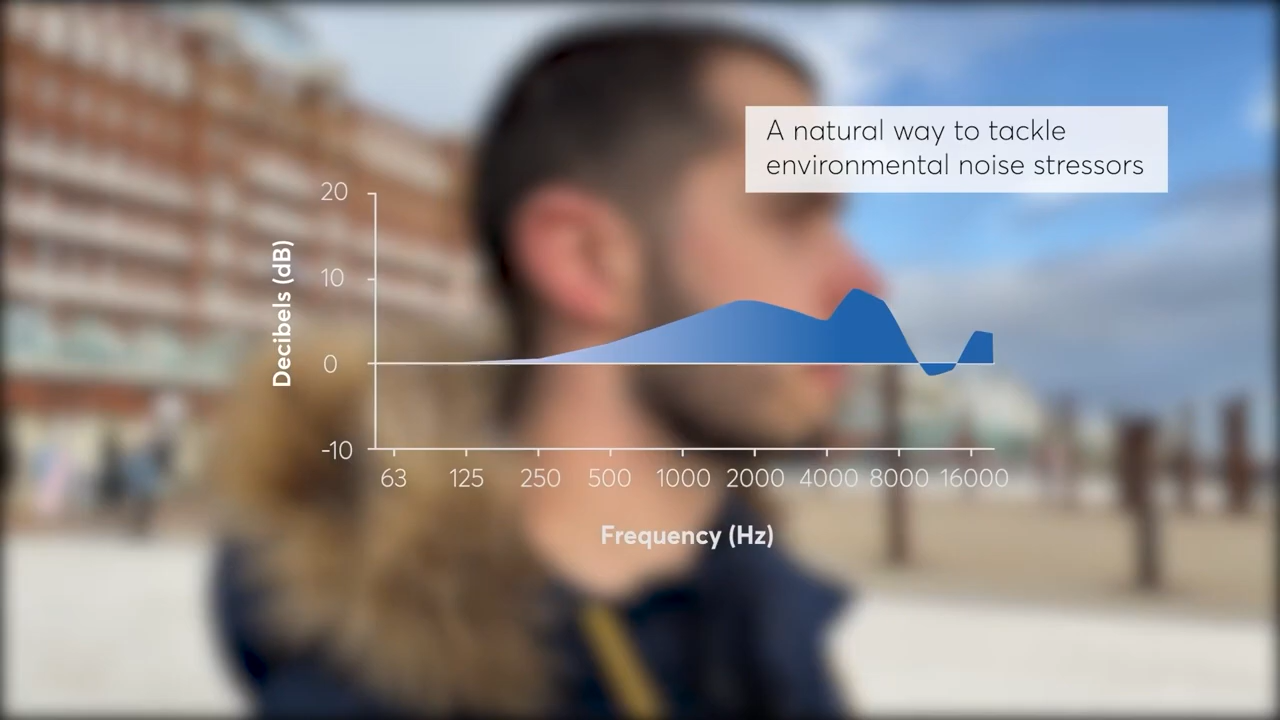 A natural way to tackle
environmental noise stressors
20
10
0
-10
Decibels (dB)
63 125 250 500 1000 2000 4000 8000 16000
Frequency (Hz)